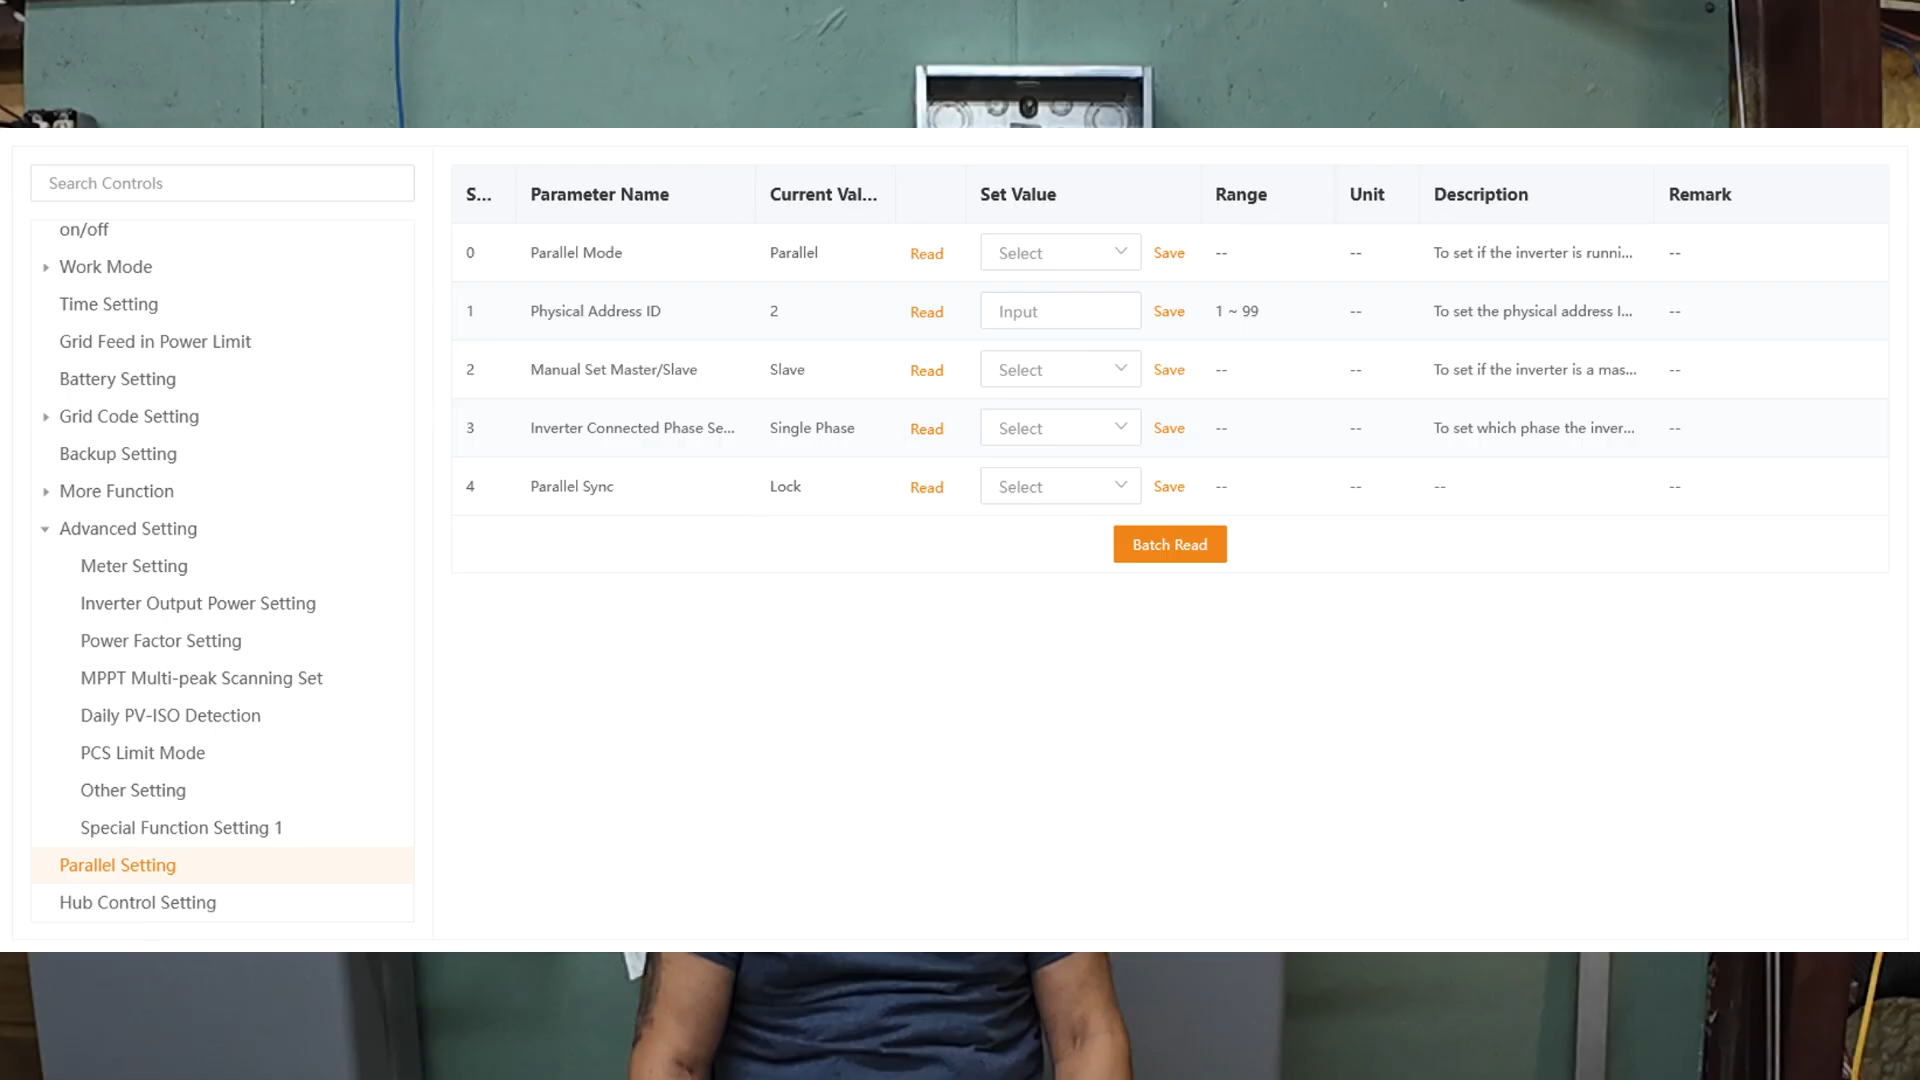 Search Controls
on/off
Work Mode
Time Setting
Grid Feed in Power Limit
Battery Setting
Grid Code Setting
Backup Setting
More Function
Advanced Setting
Meter Setting
Inverter Output Power Setting
Power Factor Setting
MPPT Multi-peak Scanning Set
Daily PV-ISO Detection
PCS Limit Mode
Other Setting
Special Function Setting 1
Parallel Setting
Hub Control Setting
S... Parameter Name Current Val... Set Value Range Unit Description Remark
0 Parallel Mode Parallel Read Select Save -- -- To set if the inverter is runni... --
1 Physical Address ID 2 Read Input Save 1 ~ 99 -- To set the physical address I... --
2 Manual Set Master/Slave Slave Read Select Save -- -- To set if the inverter is a mas... --
3 Inverter Connected Phase Se... Single Phase Read Select Save -- -- To set which phase the inver... --
4 Parallel Sync Lock Read Select Save -- -- -- --
Batch Read